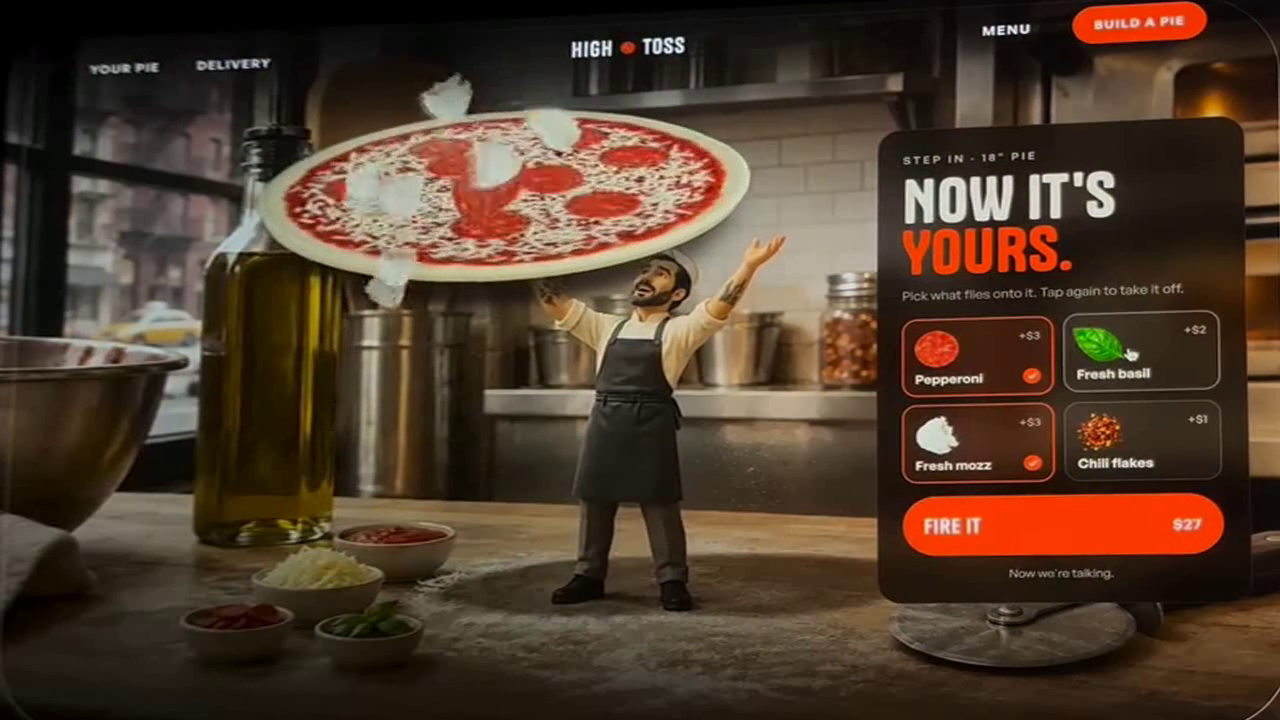 YOUR PIE
DELIVERY
HIGH TOSS
MENU
BUILD A PIE
STEP IN - 18" PIE
NOW IT'S
YOURS.
Pick what flies onto it. Tap again to take it off.
+$3
Pepperoni
+$2
Fresh basil
+$3
Fresh mozz
+$1
Chili flakes
FIRE IT
$27
Now we're talking.